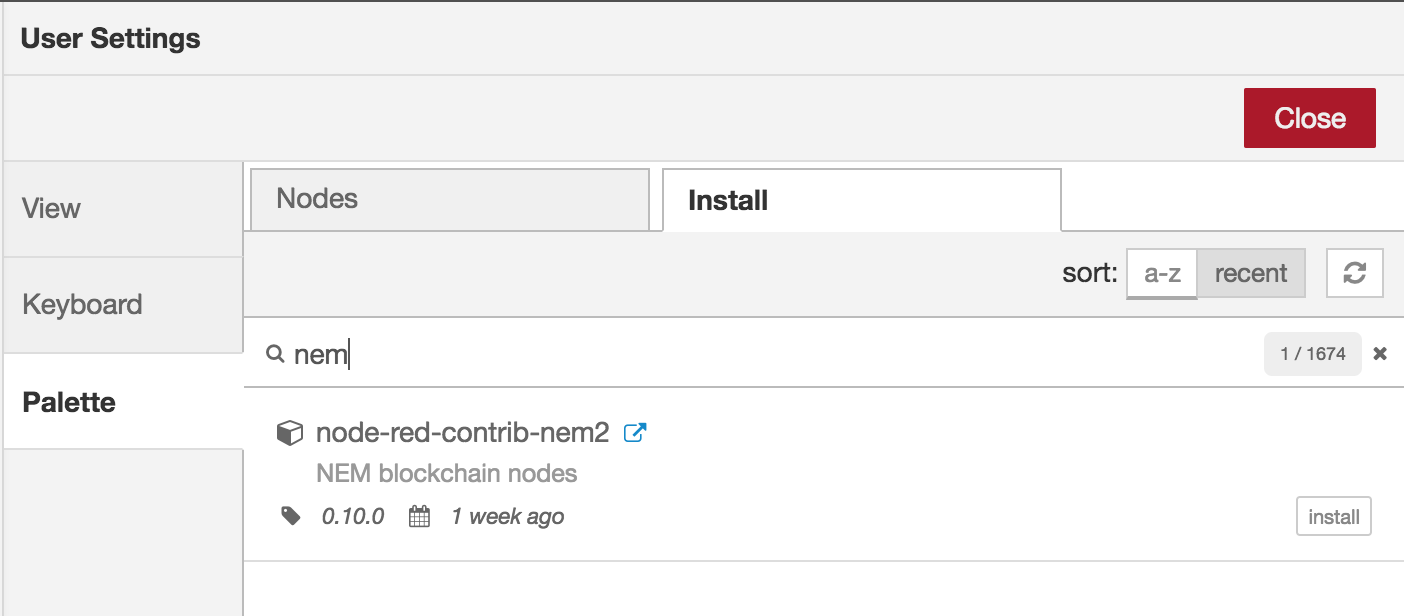 User Settings
Close
View
Keyboard
Palette
Nodes
Install
sort: a-z recent
nem
1 / 1674
node-red-contrib-nem2
NEM blockchain nodes
0.10.0 1 week ago
install